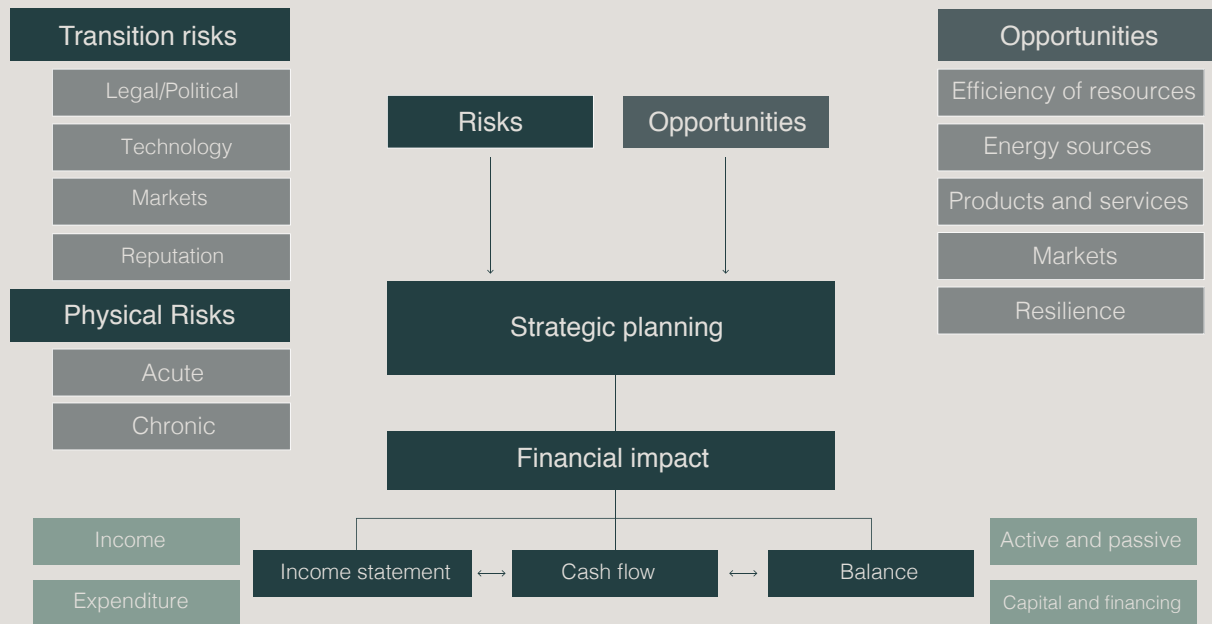 Transition risks
Legal/Political
Technology
Markets
Reputation
Physical Risks
Acute
Chronic
Risks
Opportunities
Strategic planning
Financial impact
Income statement
Cash flow
Balance
Income
Expenditure
Opportunities
Efficiency of resources
Energy sources
Products and services
Markets
Resilience
Active and passive
Capital and financing